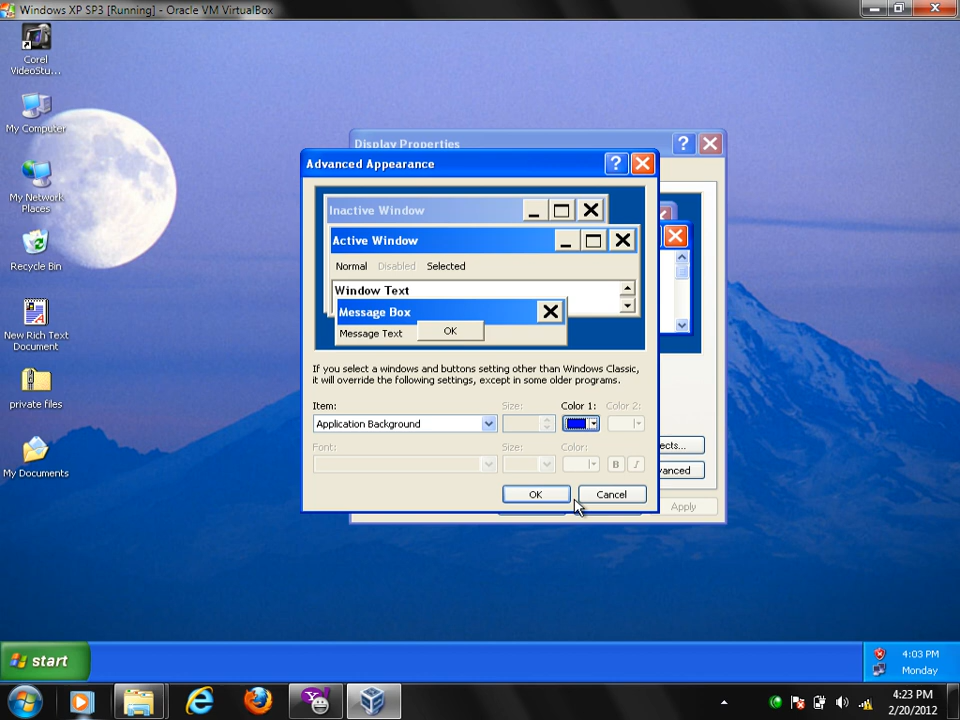 Windows XP SP3 [Running] - Oracle VM VirtualBox
Corel
VideoStu...
My Computer
My Network
Places
Recycle Bin
New Rich Text
Document
private files
My Documents
Display Properties
Advanced Appearance
Inactive Window
Active Window
Normal Disabled Selected
Window Text
Message Box
Message Text
OK
If you select a windows and buttons setting other than Windows Classic,
it will override the following settings, except in some older programs.
Item: Size: Color 1: Color 2:
Application Background
Font: Size: Color:
B I
OK Cancel
ects...
vanced
Apply
start
4:03 PM
Monday
4:23 PM
2/20/2012